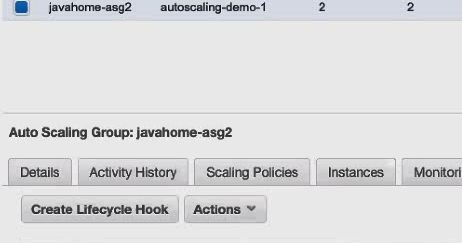 javahome-asg2 autoscaling-demo-1 2 2
Auto Scaling Group: javahome-asg2
Details Activity History Scaling Policies Instances Monitori
Create Lifecycle Hook Actions